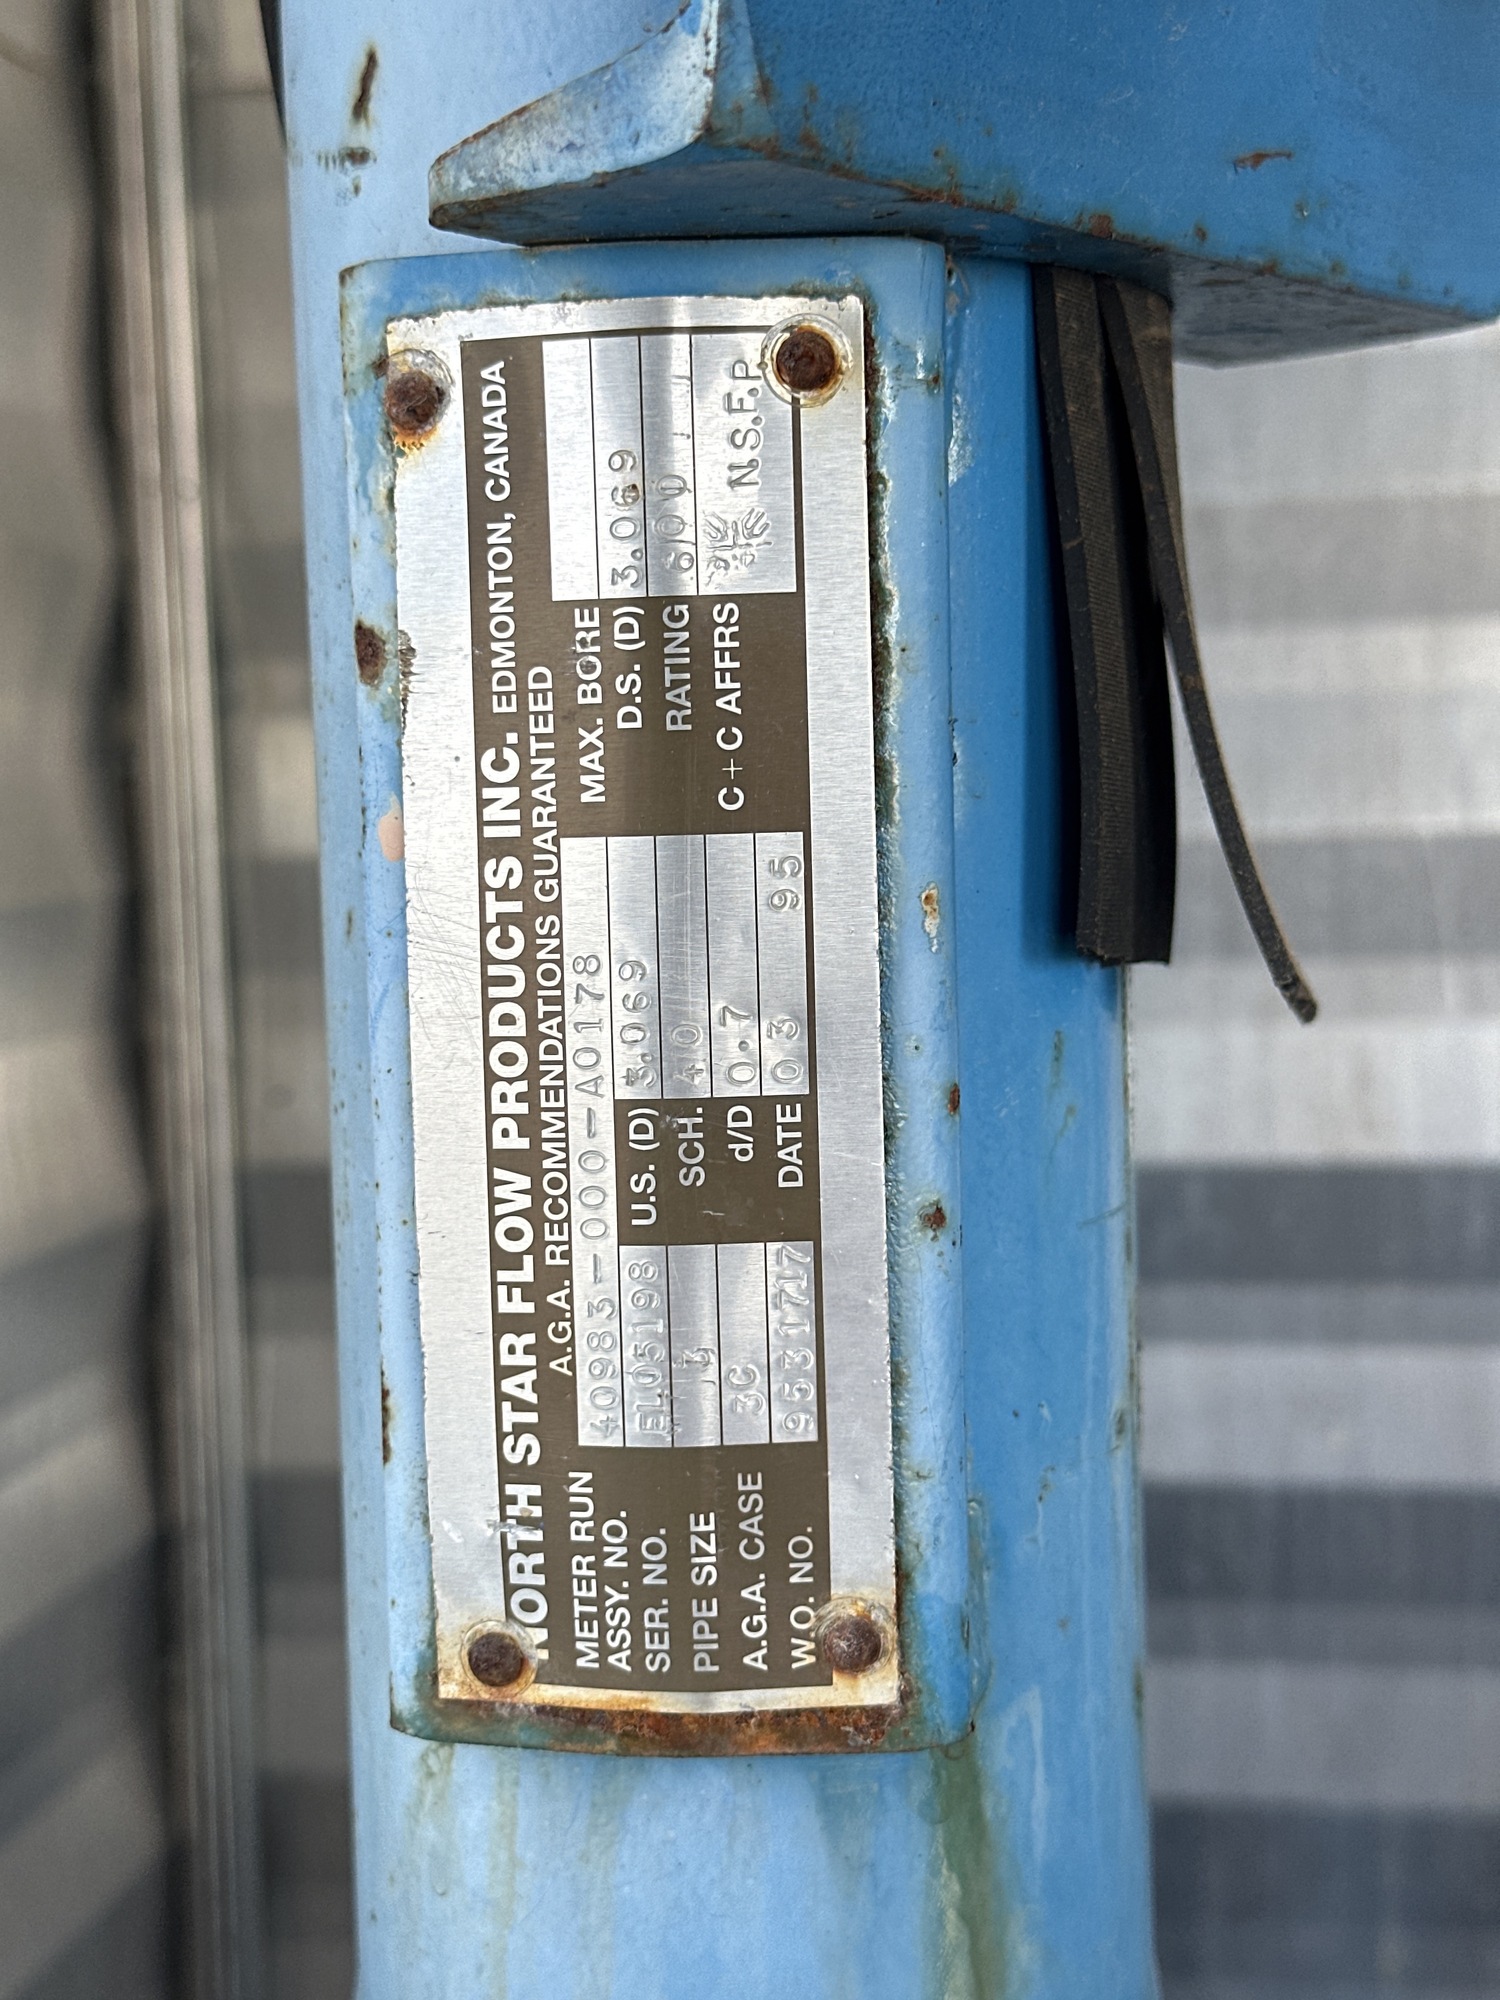 NORTH STAR FLOW PRODUCTS INC. EDMONTON, CANADA
A.G.A. RECOMMENDATIONS GUARANTEED
METER RUN
ASSY. NO. 40983-000-A0178 MAX. BORE
SER. NO. EL05198 U.S. (D) 3.069 D.S. (D) 3.069
PIPE SIZE 3 SCH. 40 RATING 600
A.G.A. CASE 3C d/D 0.7 C+C AFFRS N.S.F.P
W.O. NO. 9531717 DATE 03 95